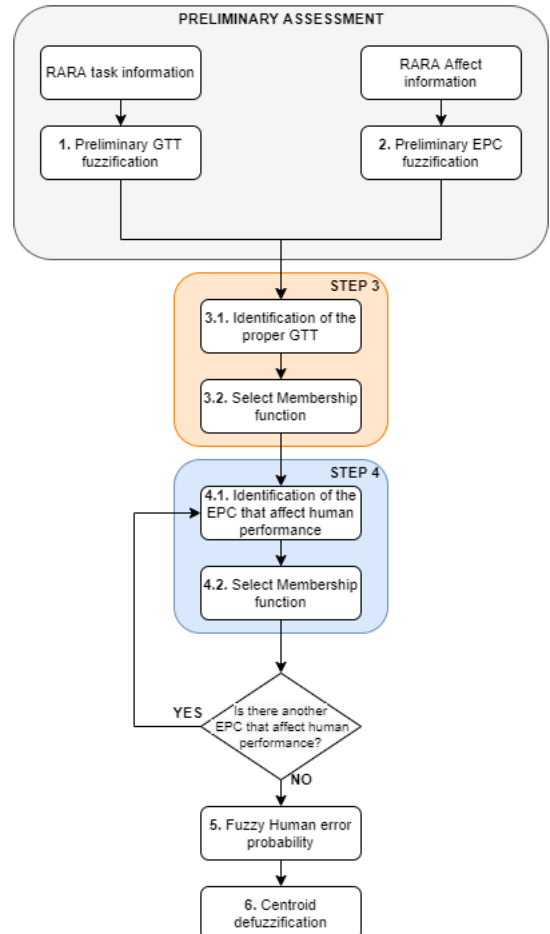 PRELIMINARY ASSESSMENT
RARA task information
RARA Affect
information
1. Preliminary GTT
fuzzification
2. Preliminary EPC
fuzzification
STEP 3
3.1. Identification of the
proper GTT
3.2. Select Membership
function
STEP 4
4.1. Identification of the
EPC that affect human
performance
4.2. Select Membership
function
YES
Is there another
EPC that affect human
performance?
NO
5. Fuzzy Human error
probability
6. Centroid
defuzzification